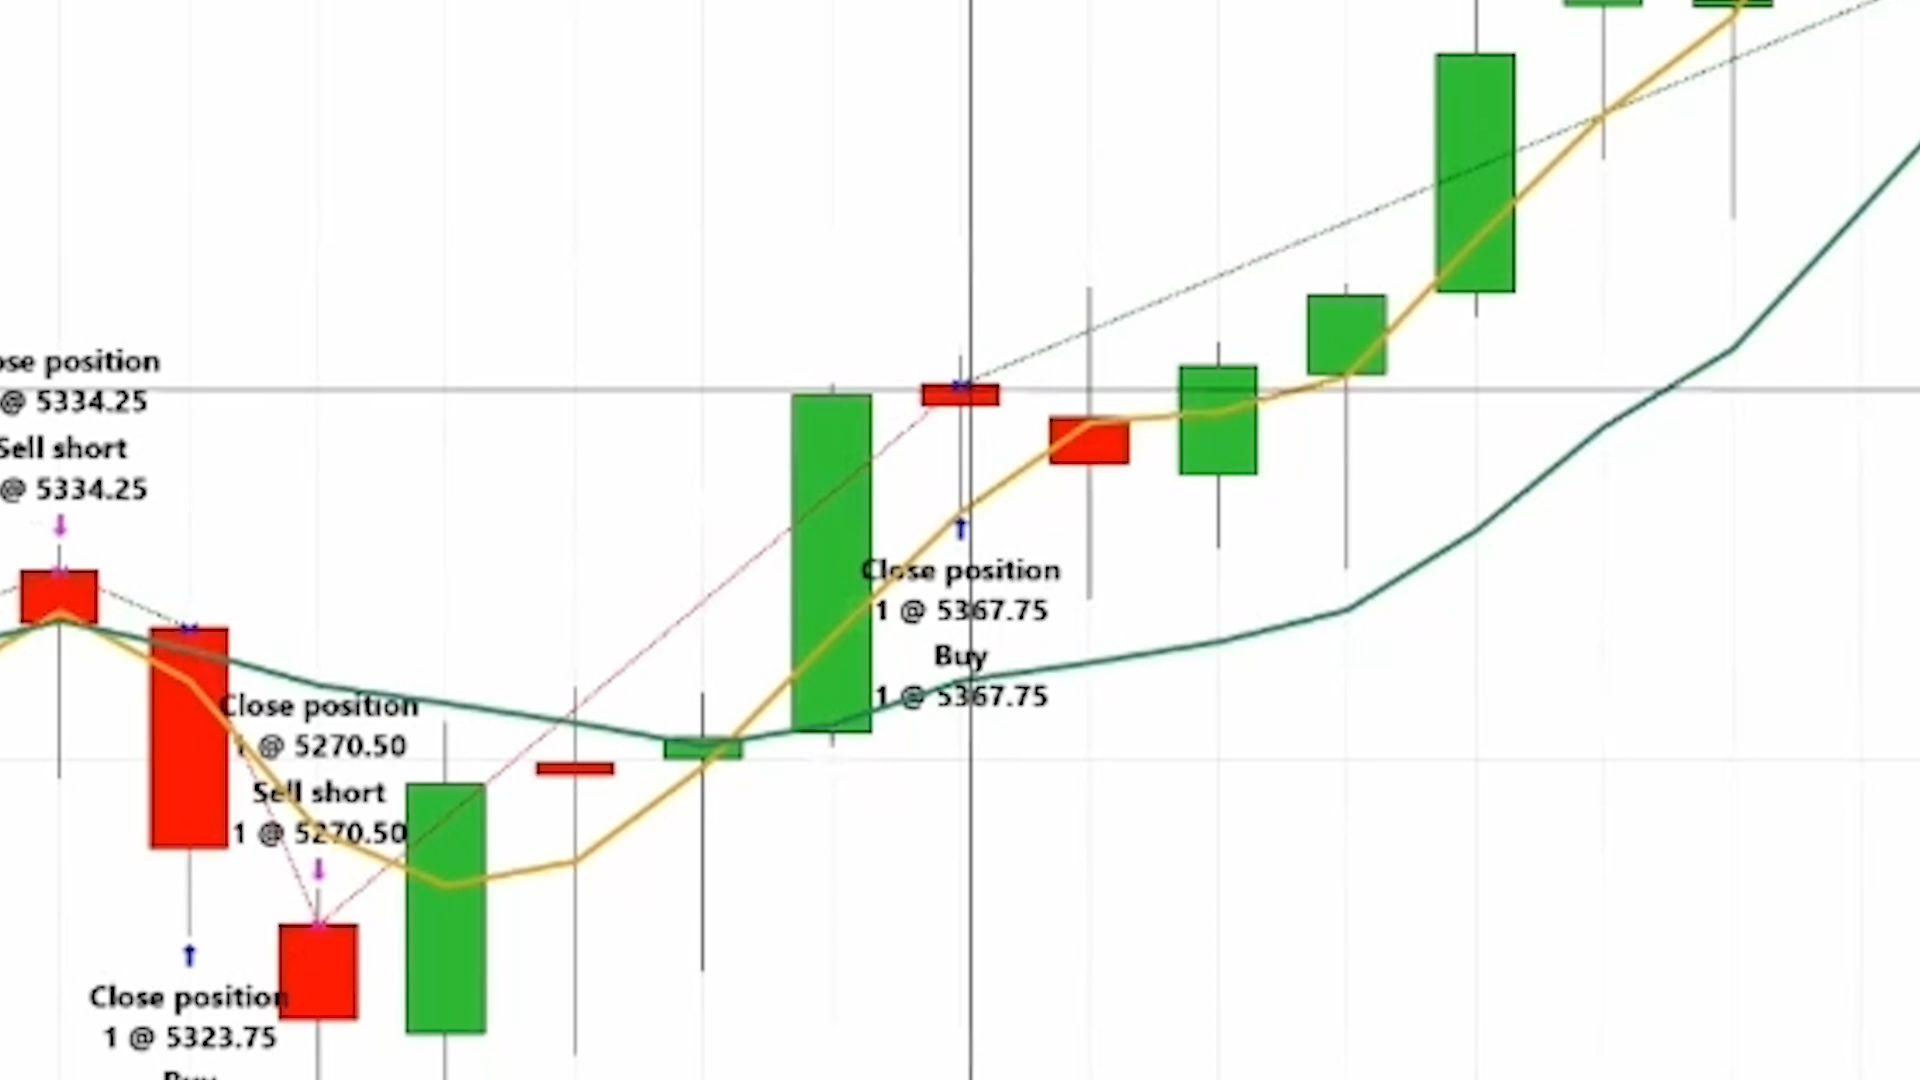 ose position
@ 5334.25
Sell short
@ 5334.25
Close position
1 @ 5367.75
Buy
1 @ 5367.75
Close position
1 @ 5270.50
Sell short
1 @ 5270.50
Close position
1 @ 5323.75
Buy